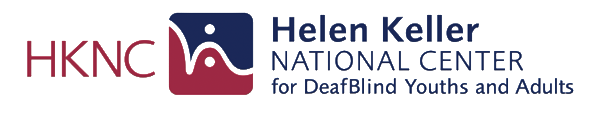 HKNC
Helen Keller
NATIONAL CENTER
for DeafBlind Youths and Adults